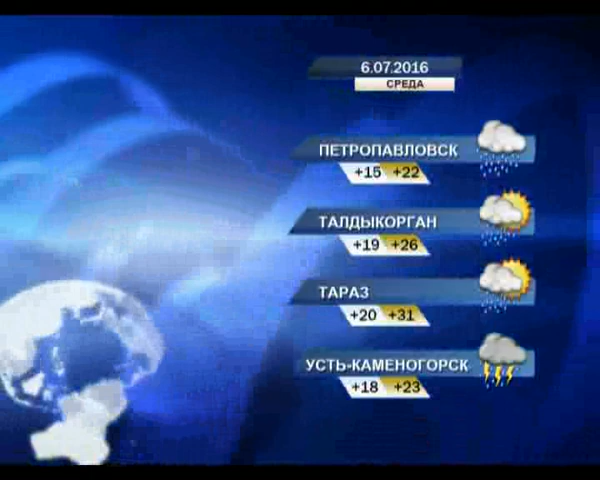 6.07.2016
СРЕДА
ПЕТРОПАВЛОВСК
+15 +22
ТАЛДЫКОРГАН
+19 +26
ТАРАЗ
+20 +31
УСТЬ-КАМЕНОГОРСК
+18 +23